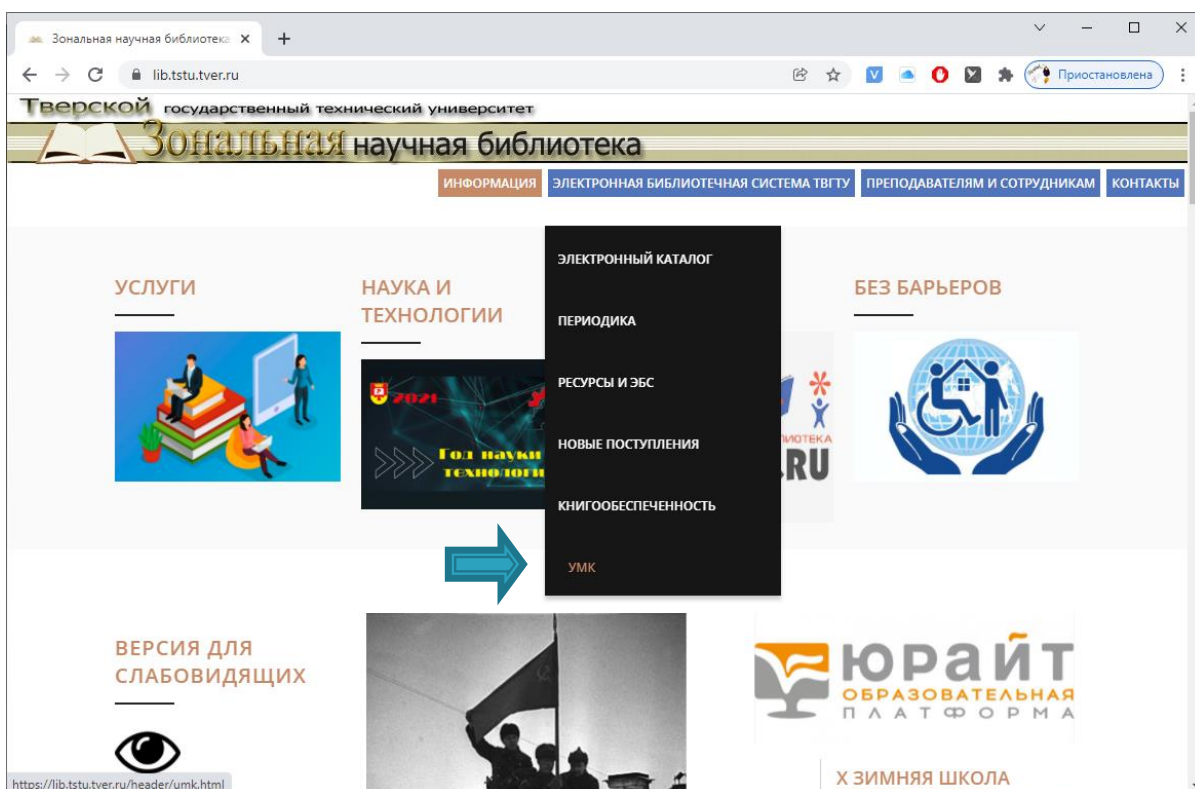 Зональная научная библиотека
lib.tstu.tver.ru
Приостановлена
Тверской государственный технический университет
Зональная научная библиотека
ИНФОРМАЦИЯ
ЭЛЕКТРОННАЯ БИБЛИОТЕЧНАЯ СИСТЕМА ТВГТУ
ПРЕПОДАВАТЕЛЯМ И СОТРУДНИКАМ
КОНТАКТЫ
ЭЛЕКТРОННЫЙ КАТАЛОГ
ПЕРИОДИКА
РЕСУРСЫ И ЭБС
НОВЫЕ ПОСТУПЛЕНИЯ
КНИГООБЕСПЕЧЕННОСТЬ
УМК
УСЛУГИ
НАУКА И
ТЕХНОЛОГИИ
2021
Год науки
технологи
ИОТЕКА
RU
БЕЗ БАРЬЕРОВ
ВЕРСИЯ ДЛЯ
СЛАБОВИДЯЩИХ
ЮРАЙТ
ОБРАЗОВАТЕЛЬНАЯ
ПЛАТФОРМА
X ЗИМНЯЯ ШКОЛА
https://lib.tstu.tver.ru/header/umk.html